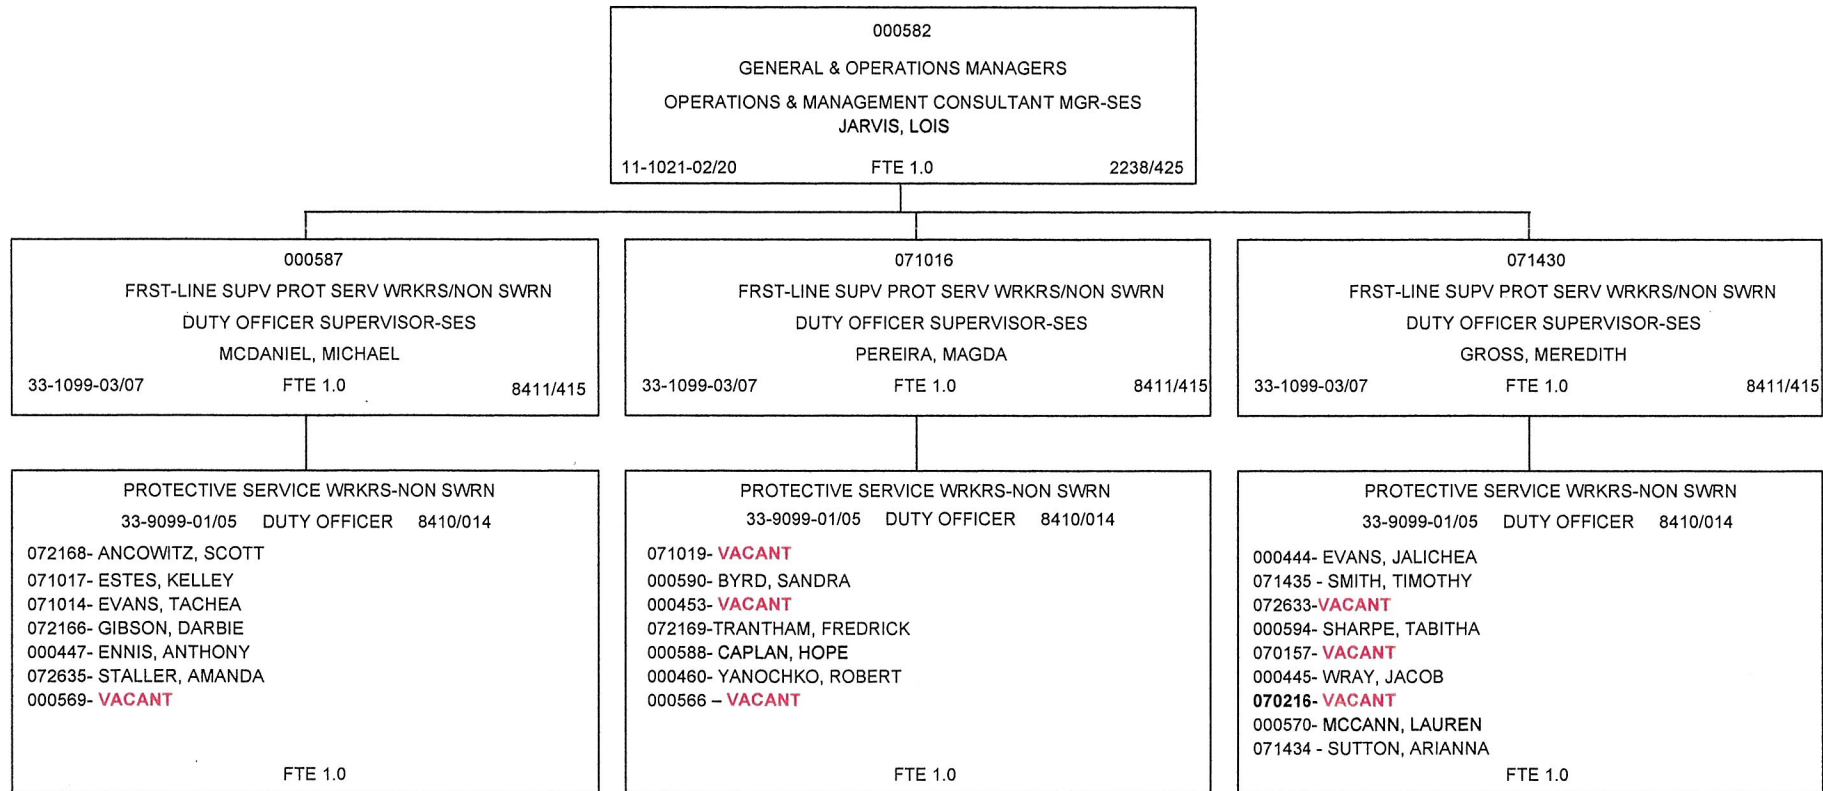 000582
GENERAL & OPERATIONS MANAGERS
OPERATIONS & MANAGEMENT CONSULTANT MGR-SES
JARVIS, LOIS
11-1021-02/20 FTE 1.0 2238/425
000587
FRST-LINE SUPV PROT SERV WRKRS/NON SWRN
DUTY OFFICER SUPERVISOR-SES
MCDANIEL, MICHAEL
33-1099-03/07 FTE 1.0 8411/415
071016
FRST-LINE SUPV PROT SERV WRKRS/NON SWRN
DUTY OFFICER SUPERVISOR-SES
PEREIRA, MAGDA
33-1099-03/07 FTE 1.0 8411/415
071430
FRST-LINE SUPV PROT SERV WRKRS/NON SWRN
DUTY OFFICER SUPERVISOR-SES
GROSS, MEREDITH
33-1099-03/07 FTE 1.0 8411/415
PROTECTIVE SERVICE WRKRS-NON SWRN
33-9099-01/05 DUTY OFFICER 8410/014
072168- ANCOWITZ, SCOTT
071017- ESTES, KELLEY
071014- EVANS, TACHEA
072166- GIBSON, DARBIE
000447- ENNIS, ANTHONY
072635- STALLER, AMANDA
000569- VACANT
FTE 1.0
PROTECTIVE SERVICE WRKRS-NON SWRN
33-9099-01/05 DUTY OFFICER 8410/014
071019- VACANT
000590- BYRD, SANDRA
000453- VACANT
072169-TRANTHAM, FREDRICK
000588- CAPLAN, HOPE
000460- YANOCHKO, ROBERT
000566 – VACANT
FTE 1.0
PROTECTIVE SERVICE WRKRS-NON SWRN
33-9099-01/05 DUTY OFFICER 8410/014
000444- EVANS, JALICHEA
071435 - SMITH, TIMOTHY
072633-VACANT
000594- SHARPE, TABITHA
070157- VACANT
000445- WRAY, JACOB
070216- VACANT
000570- MCCANN, LAUREN
071434 - SUTTON, ARIANNA
FTE 1.0